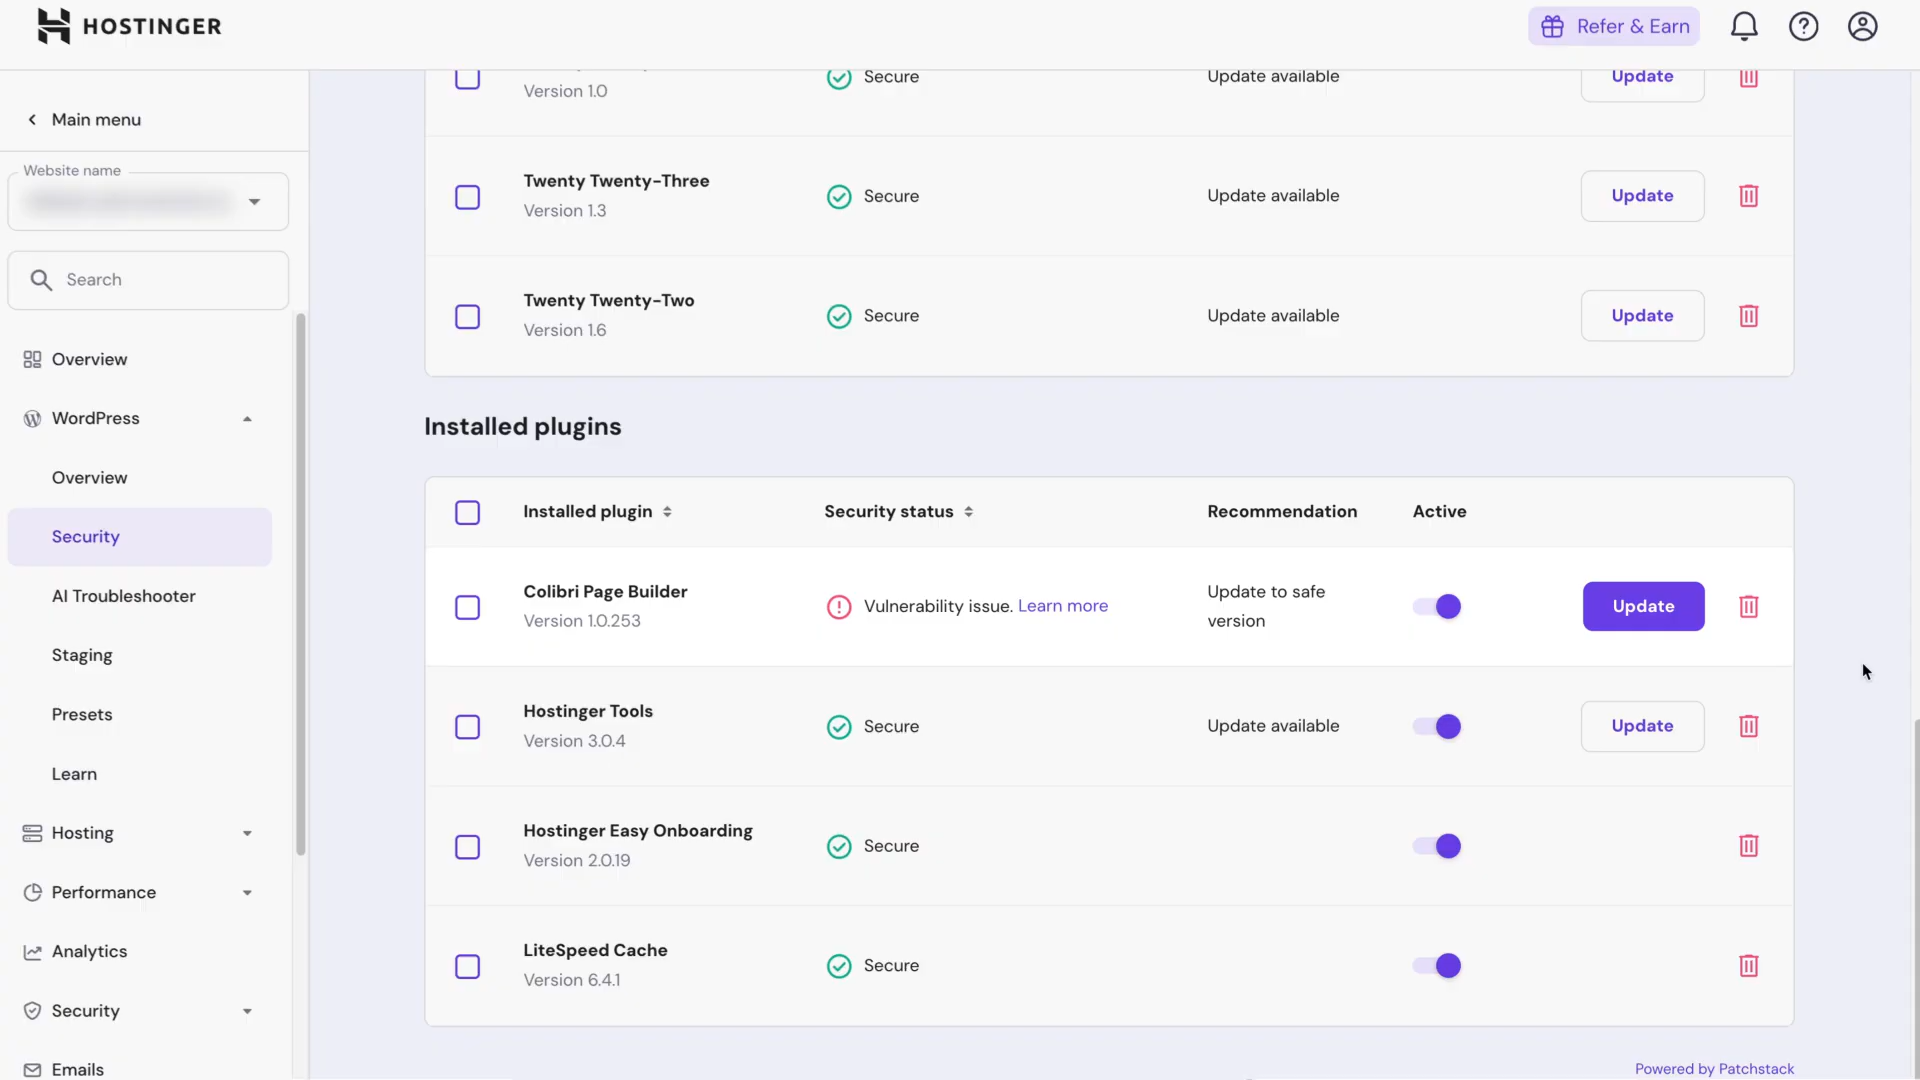 HOSTINGER
Refer & Earn
Main menu
Website name
Search
Overview
WordPress
Overview
Security
AI Troubleshooter
Staging
Presets
Learn
Hosting
Performance
Analytics
Security
Emails
Version 1.0
Secure
Update available
Update
Twenty Twenty-Three
Version 1.3
Secure
Update available
Update
Twenty Twenty-Two
Version 1.6
Secure
Update available
Update
Installed plugins
Installed plugin
Security status
Recommendation
Active
Colibri Page Builder
Version 1.0.253
Vulnerability issue. Learn more
Update to safe
version
Update
Hostinger Tools
Version 3.0.4
Secure
Update available
Update
Hostinger Easy Onboarding
Version 2.0.19
Secure
LiteSpeed Cache
Version 6.4.1
Secure
Powered by Patchstack